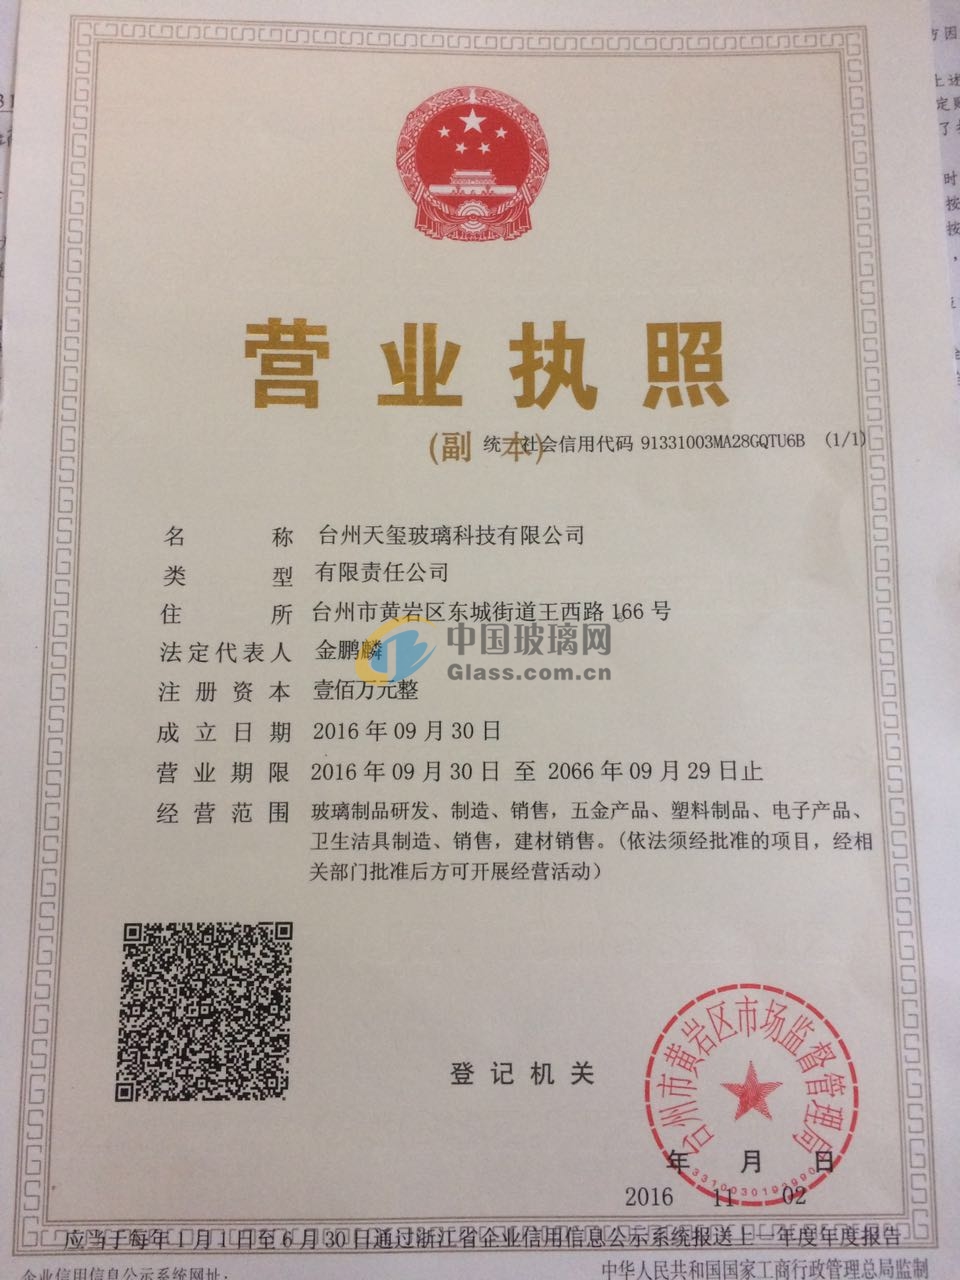 营业执照
(副 本)
统一社会信用代码 91331003MA28GQTU6B (1/1)
名称 台州天玺玻璃科技有限公司
类型 有限责任公司
住所 台州市黄岩区东城街道王西路166号
法定代表人 金鹏麟
中国玻璃网
Glass.com.cn
注册资本 壹佰万元整
成立日期 2016年09月30日
营业期限 2016年09月30日 至 2066年09月29日止
经营范围 玻璃制品研发、制造、销售，五金产品、塑料制品、电子产品、
卫生洁具制造、销售，建材销售。(依法须经批准的项目，经相
关部门批准后方可开展经营活动)
台州市黄岩区市场监督管理局
登记机关
年 月 日
2016 11 02
应当于每年1月1日至6月30日通过浙江省企业信用信息公示系统报送上一年度年度报告
企业信用信息公示系统网址：
中华人民共和国国家工商行政管理总局监制